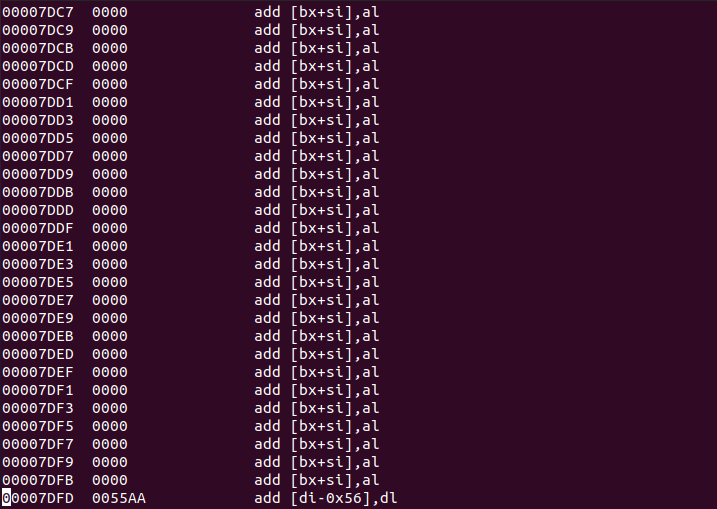 00007DC7  0000              add [bx+si],al
00007DC9  0000              add [bx+si],al
00007DCB  0000              add [bx+si],al
00007DCD  0000              add [bx+si],al
00007DCF  0000              add [bx+si],al
00007DD1  0000              add [bx+si],al
00007DD3  0000              add [bx+si],al
00007DD5  0000              add [bx+si],al
00007DD7  0000              add [bx+si],al
00007DD9  0000              add [bx+si],al
00007DDB  0000              add [bx+si],al
00007DDD  0000              add [bx+si],al
00007DDF  0000              add [bx+si],al
00007DE1  0000              add [bx+si],al
00007DE3  0000              add [bx+si],al
00007DE5  0000              add [bx+si],al
00007DE7  0000              add [bx+si],al
00007DE9  0000              add [bx+si],al
00007DEB  0000              add [bx+si],al
00007DED  0000              add [bx+si],al
00007DEF  0000              add [bx+si],al
00007DF1  0000              add [bx+si],al
00007DF3  0000              add [bx+si],al
00007DF5  0000              add [bx+si],al
00007DF7  0000              add [bx+si],al
00007DF9  0000              add [bx+si],al
00007DFB  0000              add [bx+si],al
00007DFD  0055AA            add [di-0x56],dl